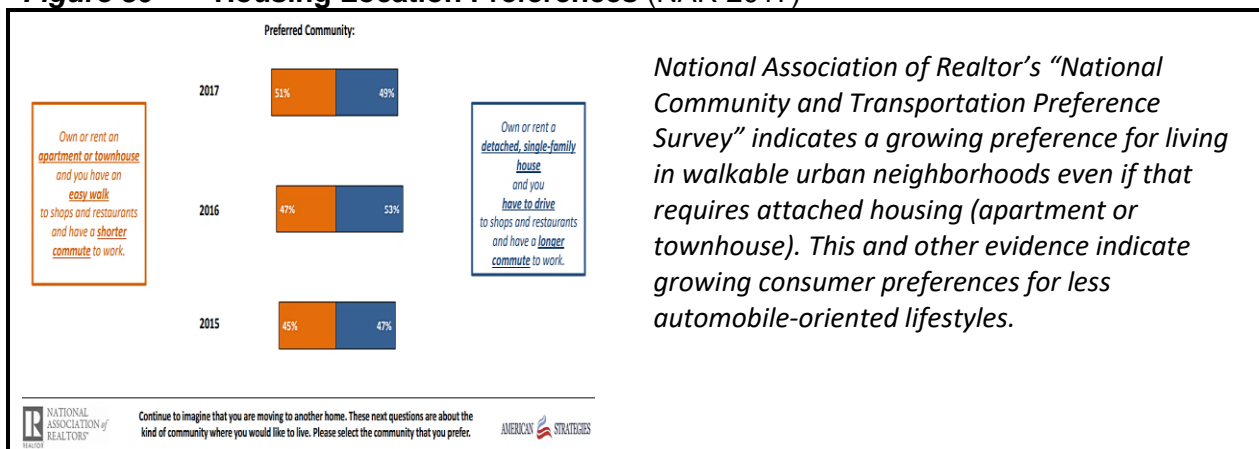 Preferred Community:
2017
51%
49%
Own or rent an
apartment or townhouse
and you have an
easy walk
to shops and restaurants
and have a shorter
commute to work.
2016
47%
53%
Own or rent a
detached, single-family
house
and you
have to drive
to shops and restaurants
and have a longer
commute to work.
2015
45%
47%
NATIONAL
ASSOCIATION of
REALTORS®
REALTOR
Continue to imagine that you are moving to another home. These next questions are about the
kind of community where you would like to live. Please select the community that you prefer.
AMERICAN STRATEGIES
National Association of Realtor's "National
Community and Transportation Preference
Survey" indicates a growing preference for living
in walkable urban neighborhoods even if that
requires attached housing (apartment or
townhouse). This and other evidence indicate
growing consumer preferences for less
automobile-oriented lifestyles.